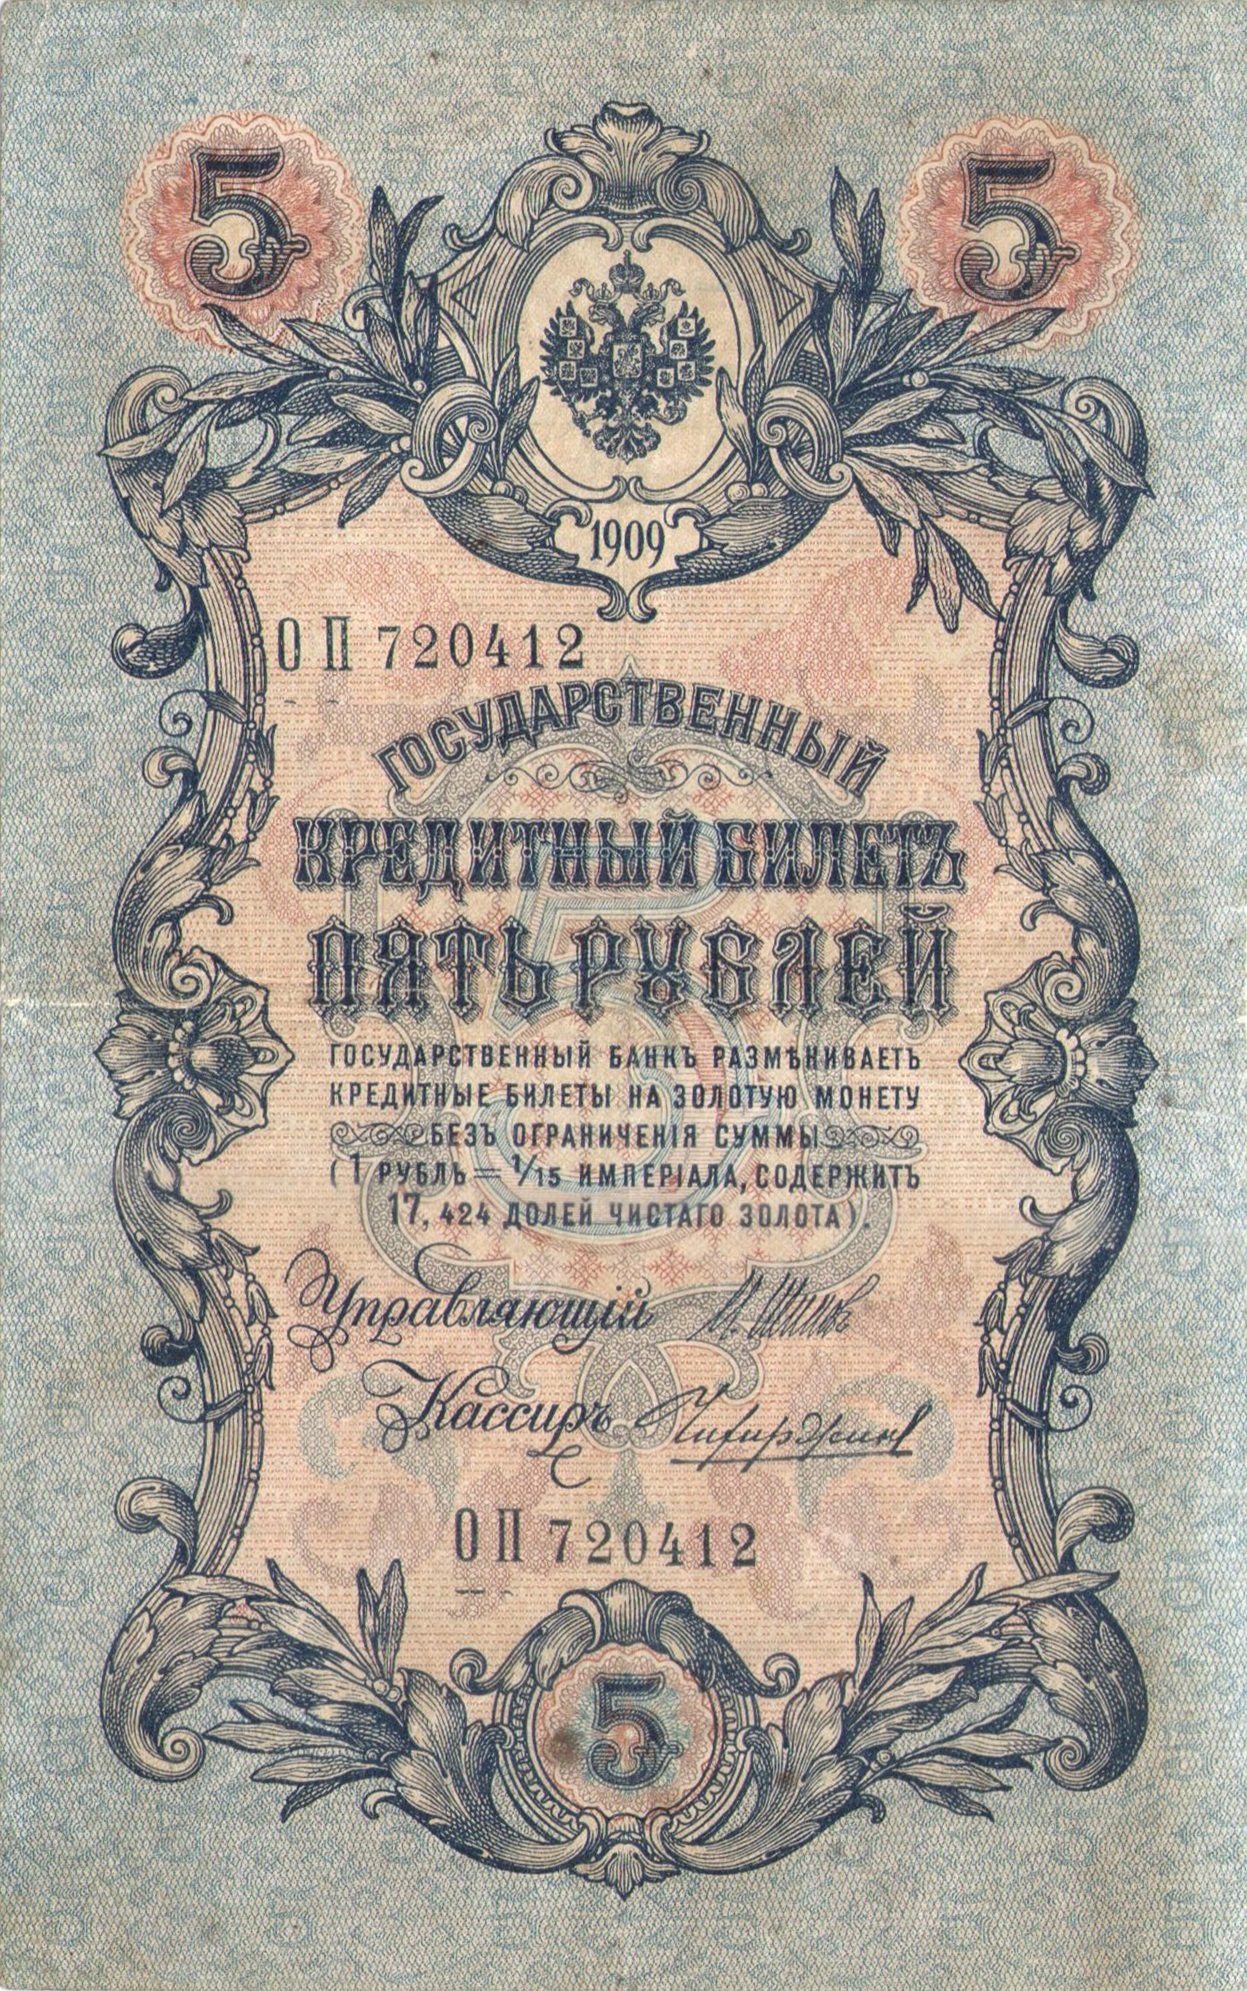 5 5
1909
ОП 720412
ГОСУДАРСТВЕННЫЙ
КРЕДИТНЫЙ БИЛЕТЪ
ПЯТЬ РУБЛЕЙ
ГОСУДАРСТВЕННЫЙ БАНКЪ РАЗМѢНИВАЕТЪ
КРЕДИТНЫЕ БИЛЕТЫ НА ЗОЛОТУЮ МОНЕТУ
БЕЗЪ ОГРАНИЧЕНІЯ СУММЫ
(1 РУБЛЬ = 1/15 ИМПЕРІАЛА, СОДЕРЖИТЪ
17,424 ДОЛЕЙ ЧИСТАГО ЗОЛОТА).
Управляющій И. Шиповъ
Кассиръ
ОП 720412
5